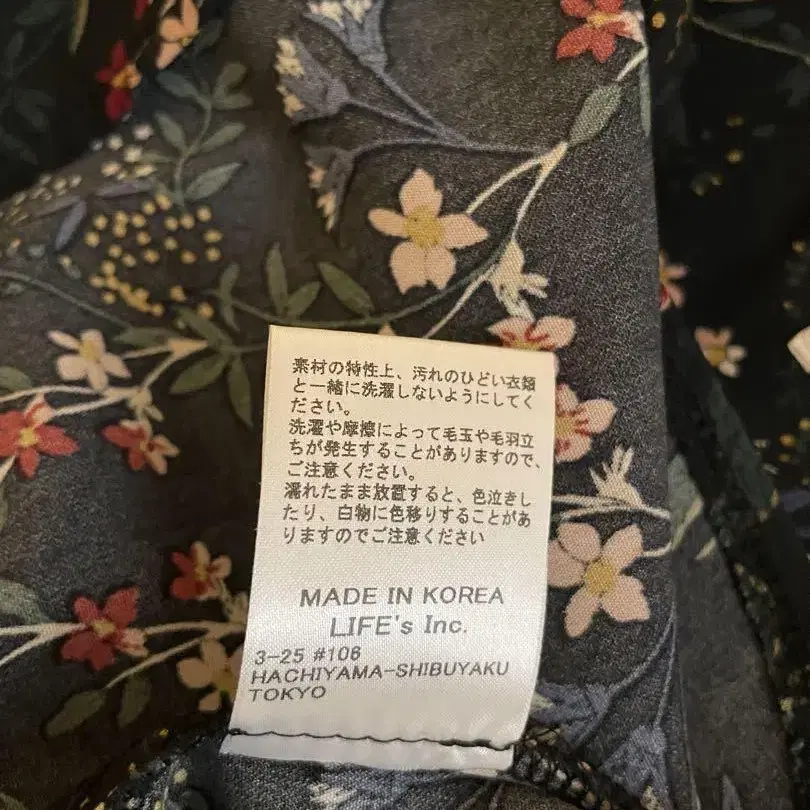 素材の特性上、汚れのひどい衣類
と一緒に洗濯しないようにしてく
ださい。
洗濯や摩擦によって毛玉や毛羽立
ちが発生することがありますので、
ご注意ください。
濡れたまま放置すると、色泣きし
たり、白物に色移りすることがあ
りますのでご注意ください
MADE IN KOREA
LIFE's Inc.
3-25 #106
HACHIYAMA-SHIBUYAKU
TOKYO